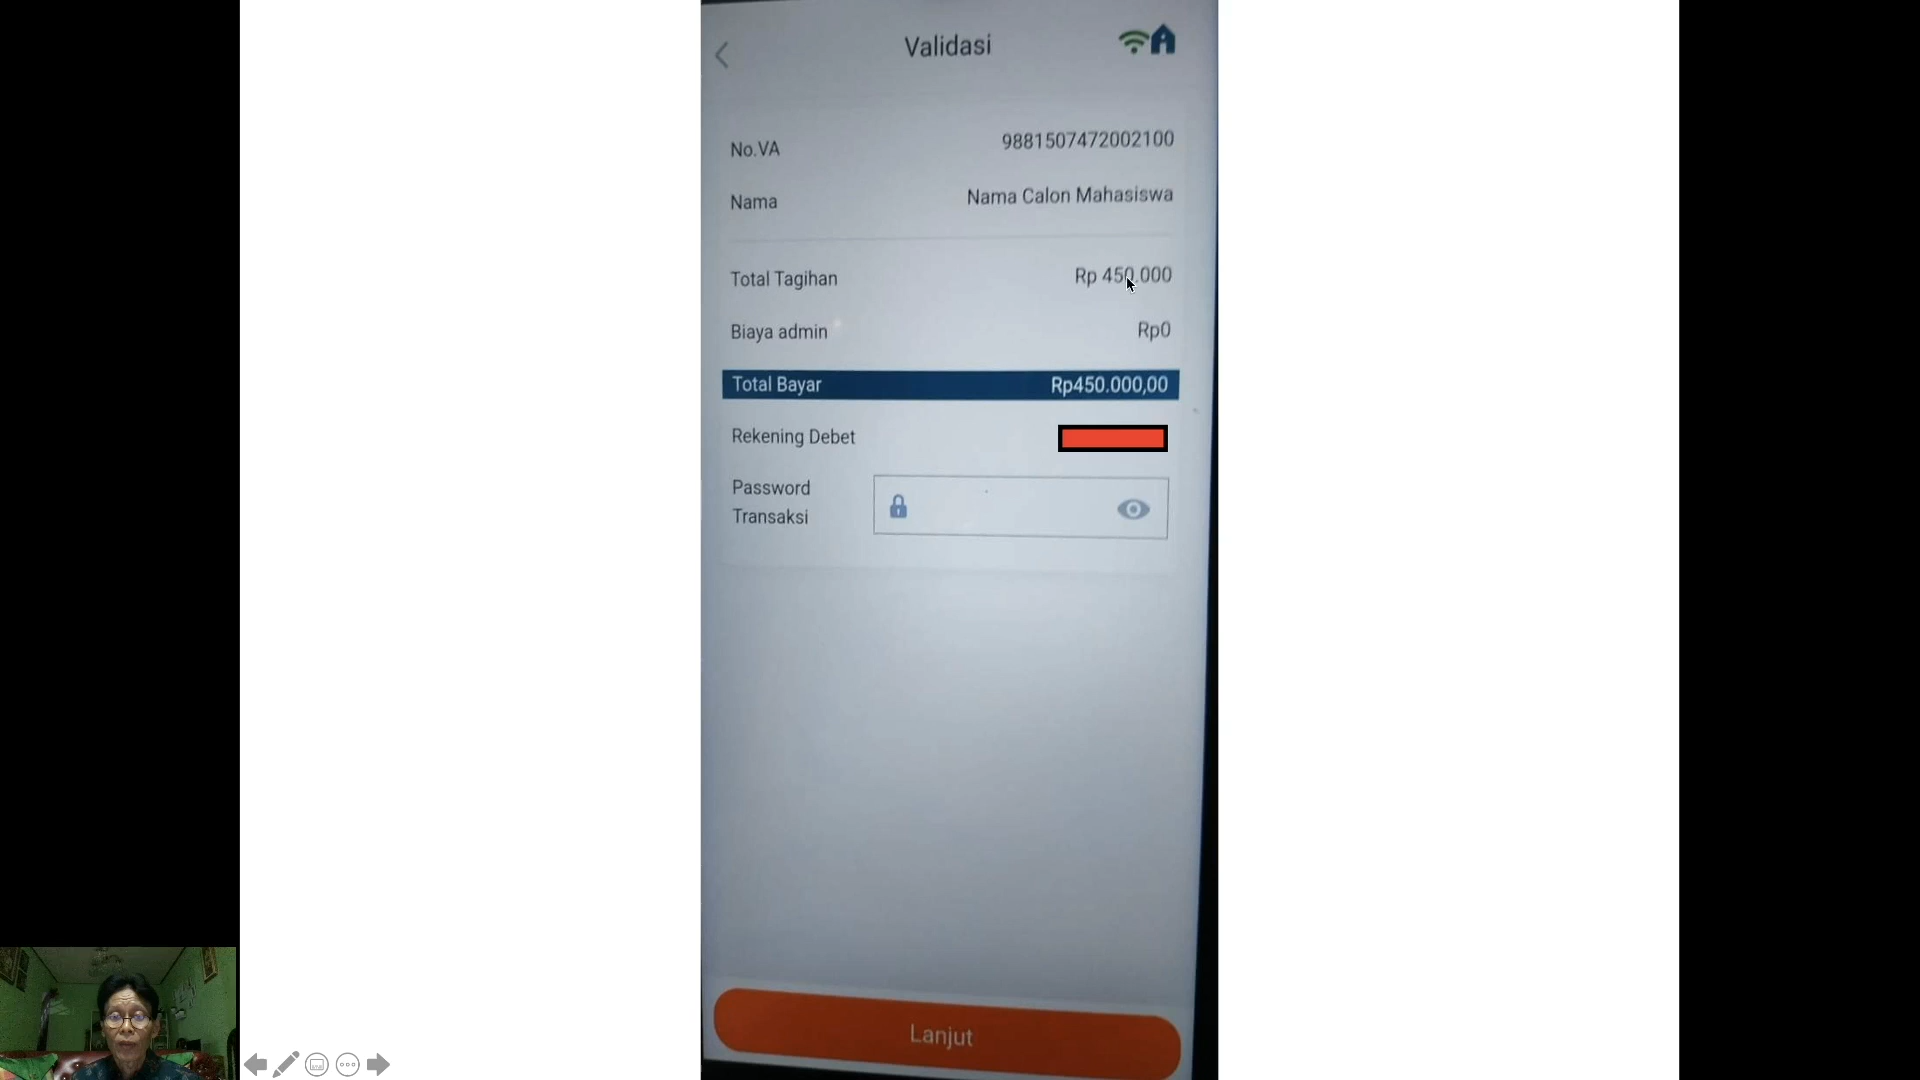 Validasi
No.VA 9881507472002100
Nama Nama Calon Mahasiswa
Total Tagihan Rp 450.000
Biaya admin Rp0
Total Bayar Rp450.000,00
Rekening Debet
Password
Transaksi
Lanjut